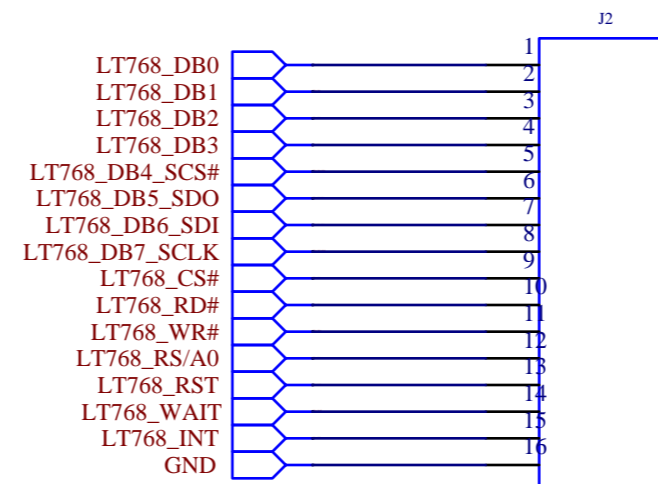 J2
1
LT768_DB0
2
LT768_DB1
3
LT768_DB2
4
LT768_DB3
5
LT768_DB4_SCS#
6
LT768_DB5_SDO
7
LT768_DB6_SDI
8
LT768_DB7_SCLK
9
LT768_CS#
10
LT768_RD#
11
LT768_WR#
12
LT768_RS/A0
13
LT768_RST
14
LT768_WAIT
15
LT768_INT
16
GND